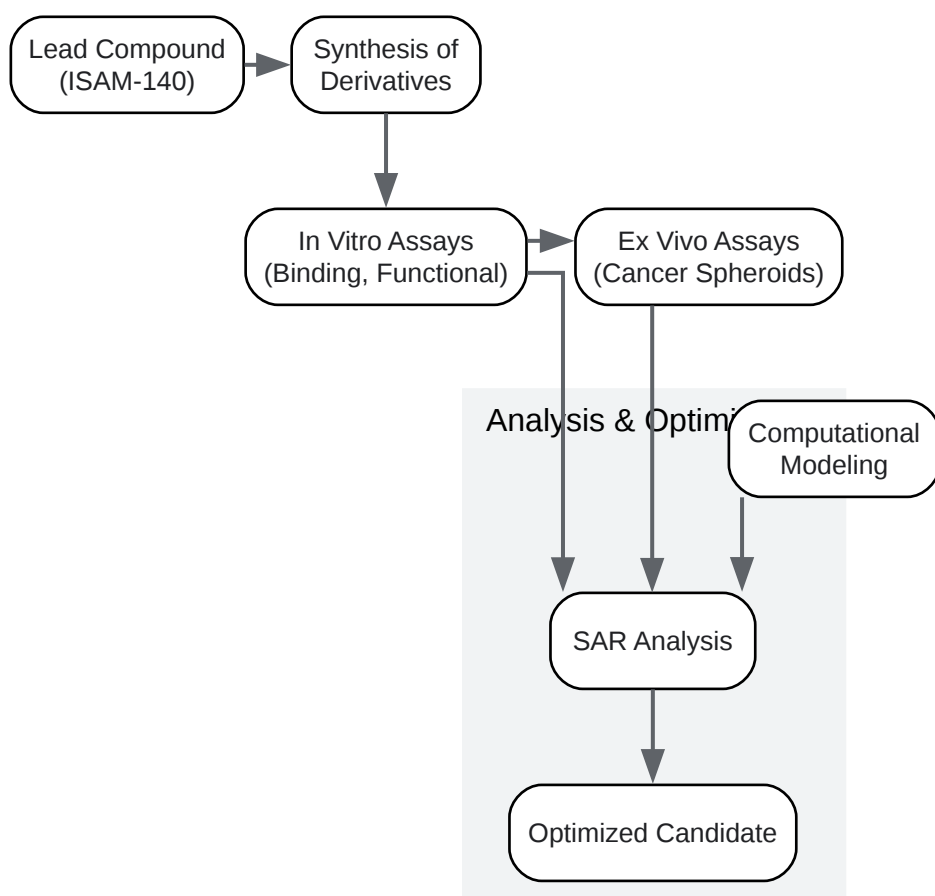 Lead Compound
(ISAM-140)
Synthesis of
Derivatives
In Vitro Assays
(Binding, Functional)
Ex Vivo Assays
(Cancer Spheroids)
Analysis &
Computational
Modeling
SAR Analysis
Optimized Candidate